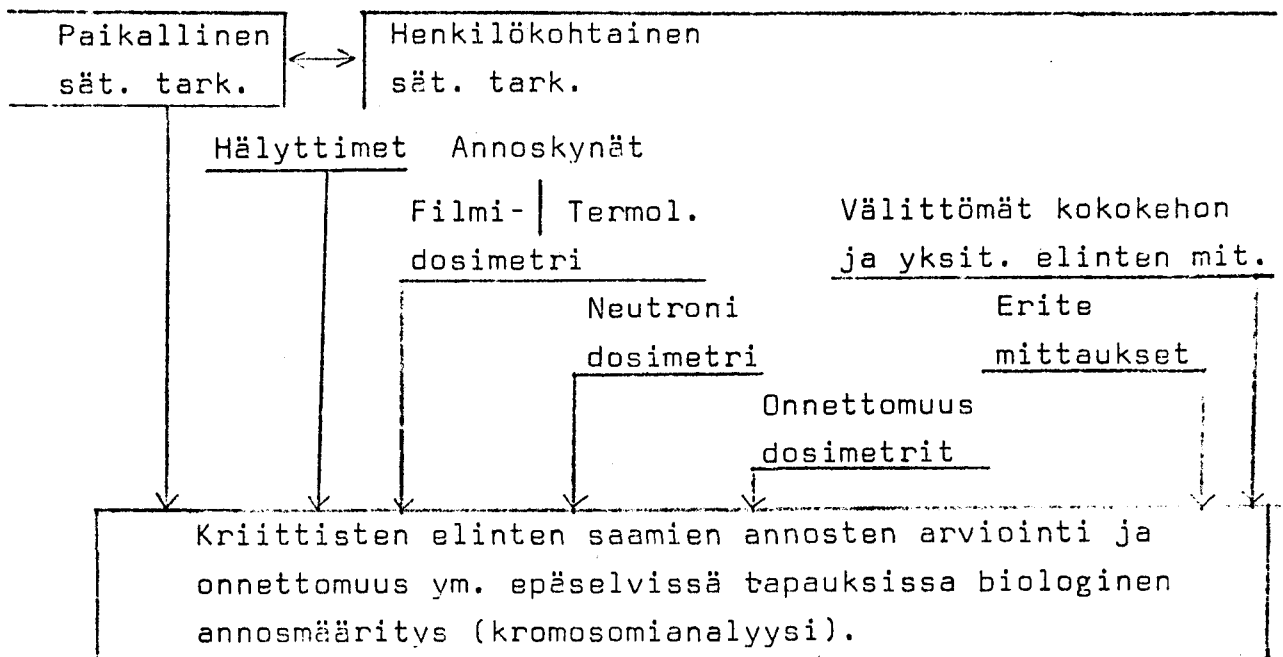 Paikallinen
sät. tark.
Henkilökohtainen
sät. tark.
Hälyttimet Annoskynät
Filmi- Termol.
dosimetri
Välittömät kokokehon
ja yksit. elinten mit.
Neutroni
dosimetri
Erite
mittaukset
Onnettomuus
dosimetrit
Kriittisten elinten saamien annosten arviointi ja
onnettomuus ym. epäselvissä tapauksissa biologinen
annosmääritys (kromosomianalyysi).